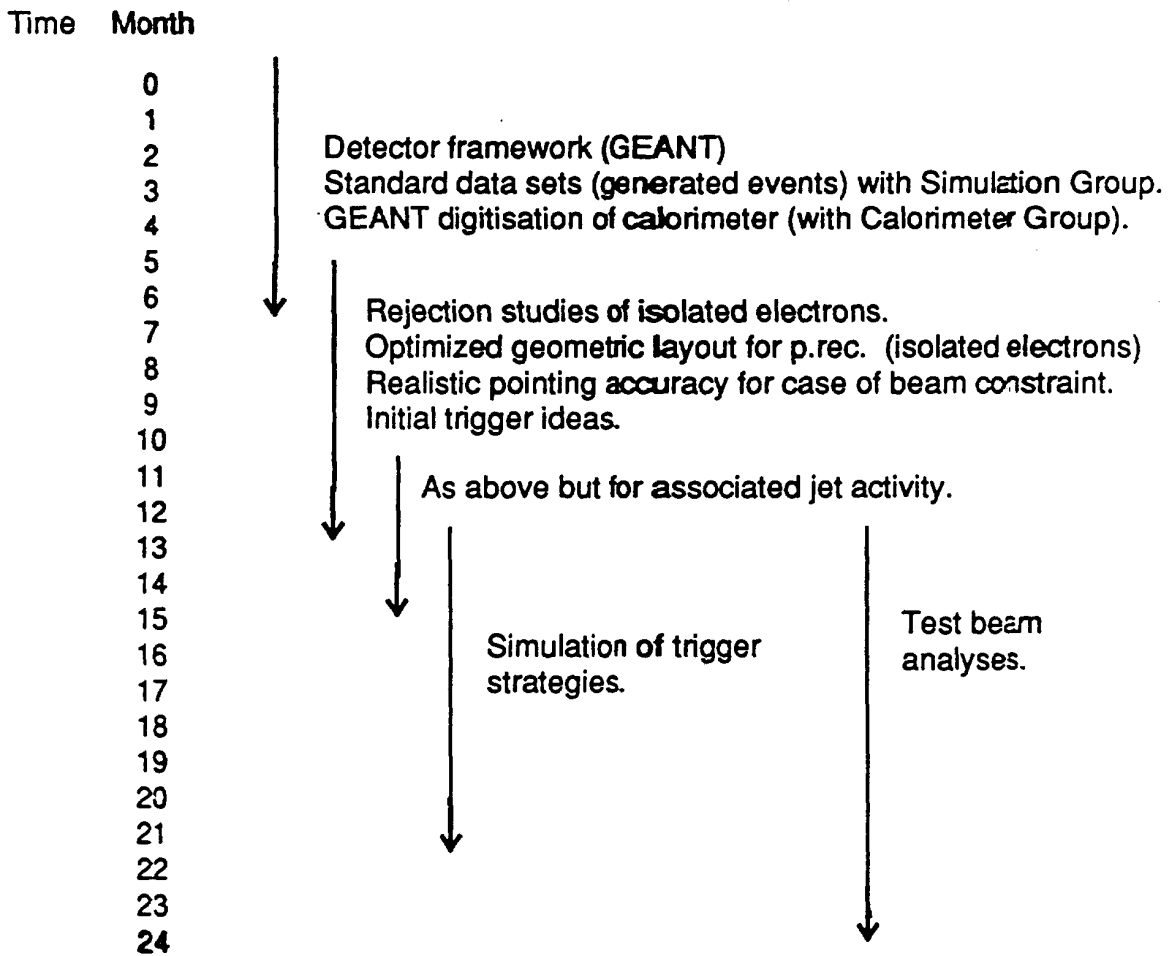 Time Month
0
1
2
3
4
5
6
7
8
9
10
11
12
13
14
15
16
17
18
19
20
21
22
23
24
Detector framework (GEANT)
Standard data sets (generated events) with Simulation Group.
GEANT digitisation of calorimeter (with Calorimeter Group).
Rejection studies of isolated electrons.
Optimized geometric layout for p.rec. (isolated electrons)
Realistic pointing accuracy for case of beam constraint.
Initial trigger ideas.
As above but for associated jet activity.
Simulation of trigger
strategies.
Test beam
analyses.